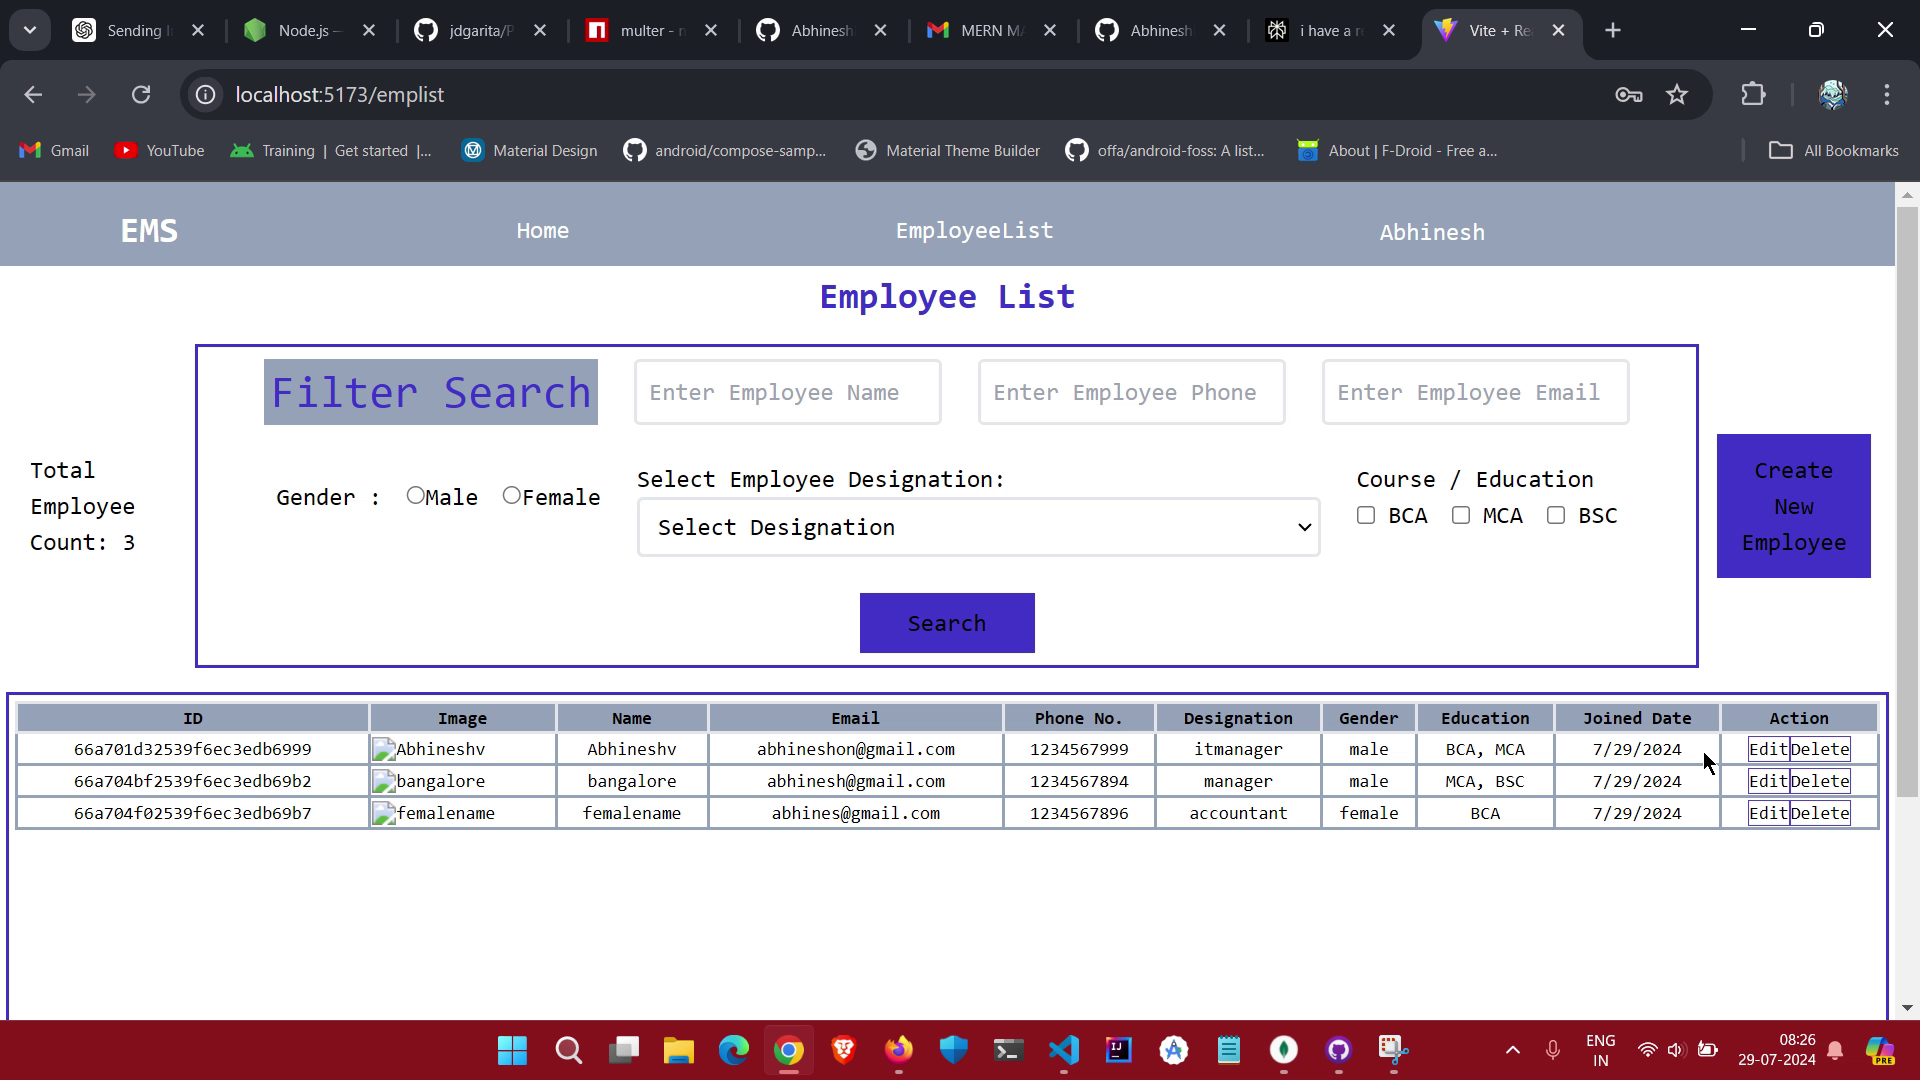 Sending
Node.js —
jdgarita/P
multer - n
Abhinesh
MERN MA
Abhinesh
i have a re
Vite + Rea
localhost:5173/emplist
Gmail
YouTube
Training | Get started |...
Material Design
android/compose-samp...
Material Theme Builder
offa/android-foss: A list...
About | F-Droid - Free a...
All Bookmarks
EMS
Home
EmployeeList
Abhinesh
Employee List
Filter Search
Enter Employee Name
Enter Employee Phone
Enter Employee Email
Total
Employee
Count: 3
Gender :
Male
Female
Select Employee Designation:
Select Designation
Course / Education
BCA
MCA
BSC
Create
New
Employee
Search
ID Image Name Email Phone No. Designation Gender Education Joined Date Action
66a701d32539f6ec3edb6999 Abhineshv Abhineshv abhineshon@gmail.com 1234567999 itmanager male BCA, MCA 7/29/2024 Edit Delete
66a704bf2539f6ec3edb69b2 bangalore bangalore abhinesh@gmail.com 1234567894 manager male MCA, BSC 7/29/2024 Edit Delete
66a704f02539f6ec3edb69b7 femalename femalename abhines@gmail.com 1234567896 accountant female BCA 7/29/2024 Edit Delete
ENG
IN
08:26
29-07-2024
PRE